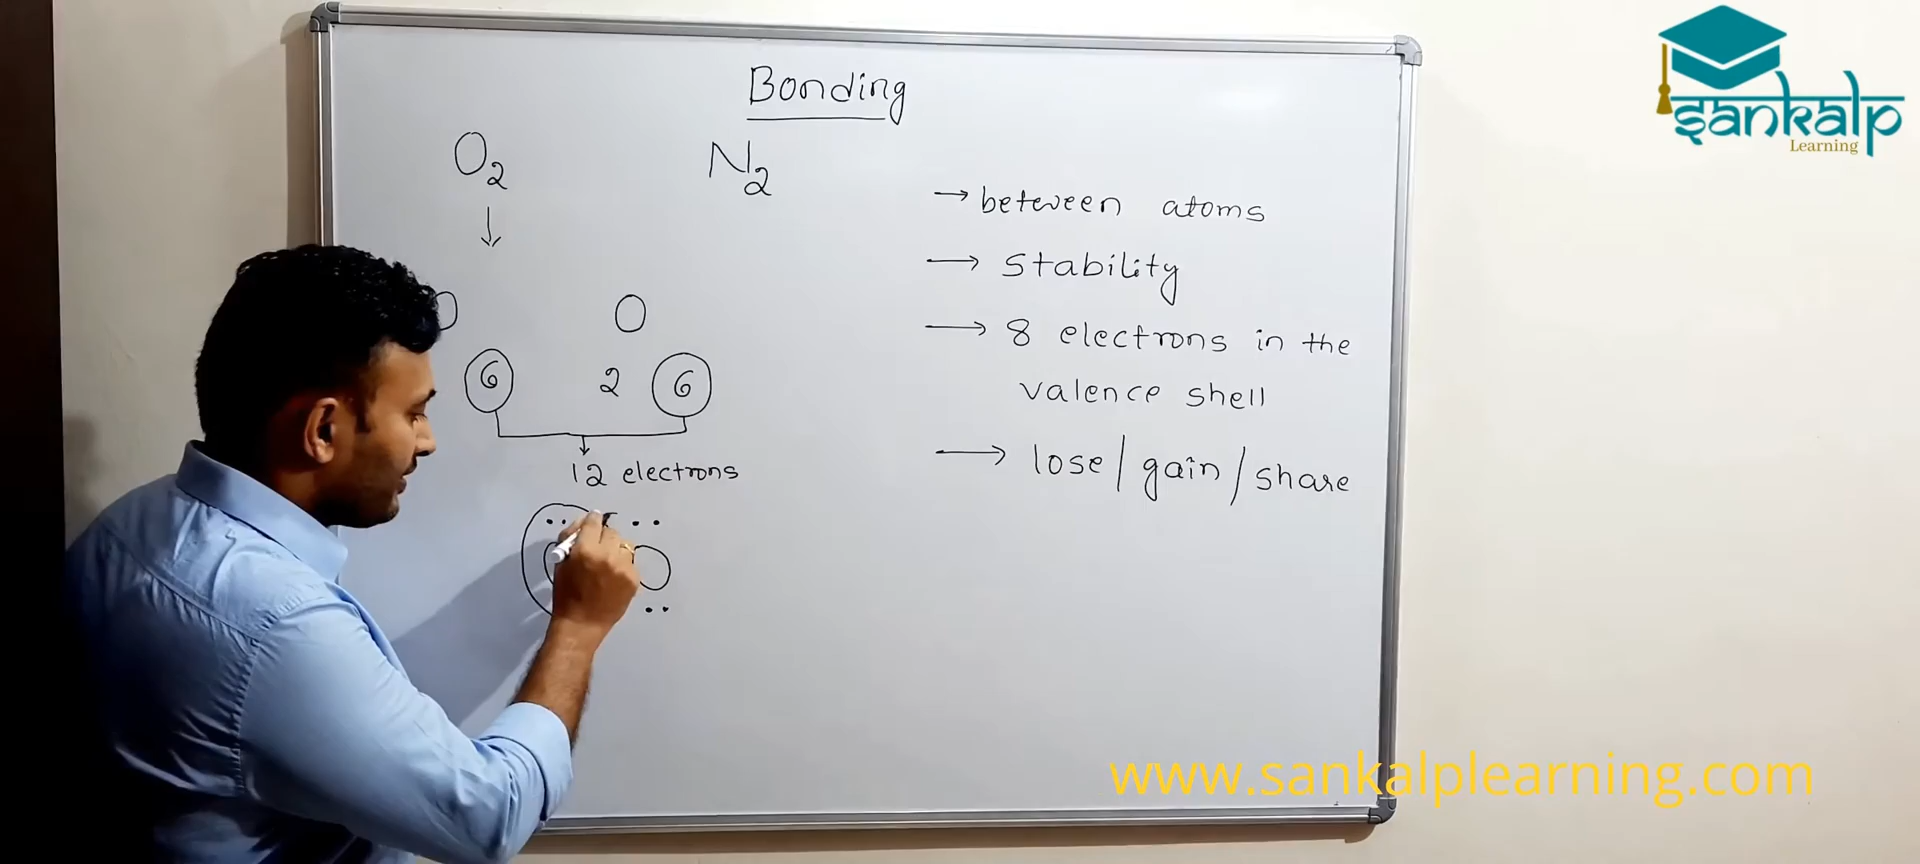 Bonding
O2
N2
O
O
6
2 6
12 electrons
→ between atoms
→ Stability
→ 8 electrons in the
valence shell
→ lose / gain / share
sankalp
Learning
www.sankalplearning.com